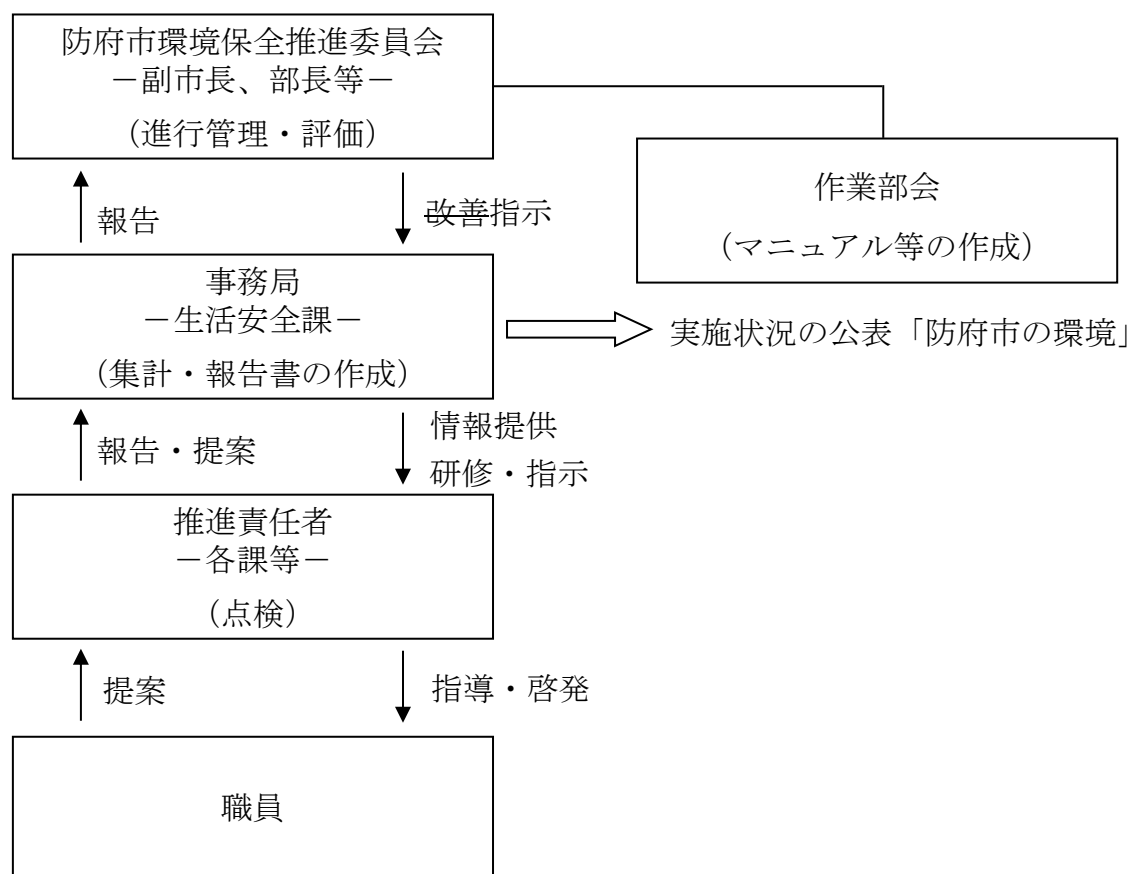 防府市環境保全推進委員会
－副市長、部長等－
（進行管理・評価）
作業部会
（マニュアル等の作成）
報告
改善指示
事務局
－生活安全課－
（集計・報告書の作成）
実施状況の公表「防府市の環境」
報告・提案
情報提供
研修・指示
推進責任者
－各課等－
（点検）
提案
指導・啓発
職員